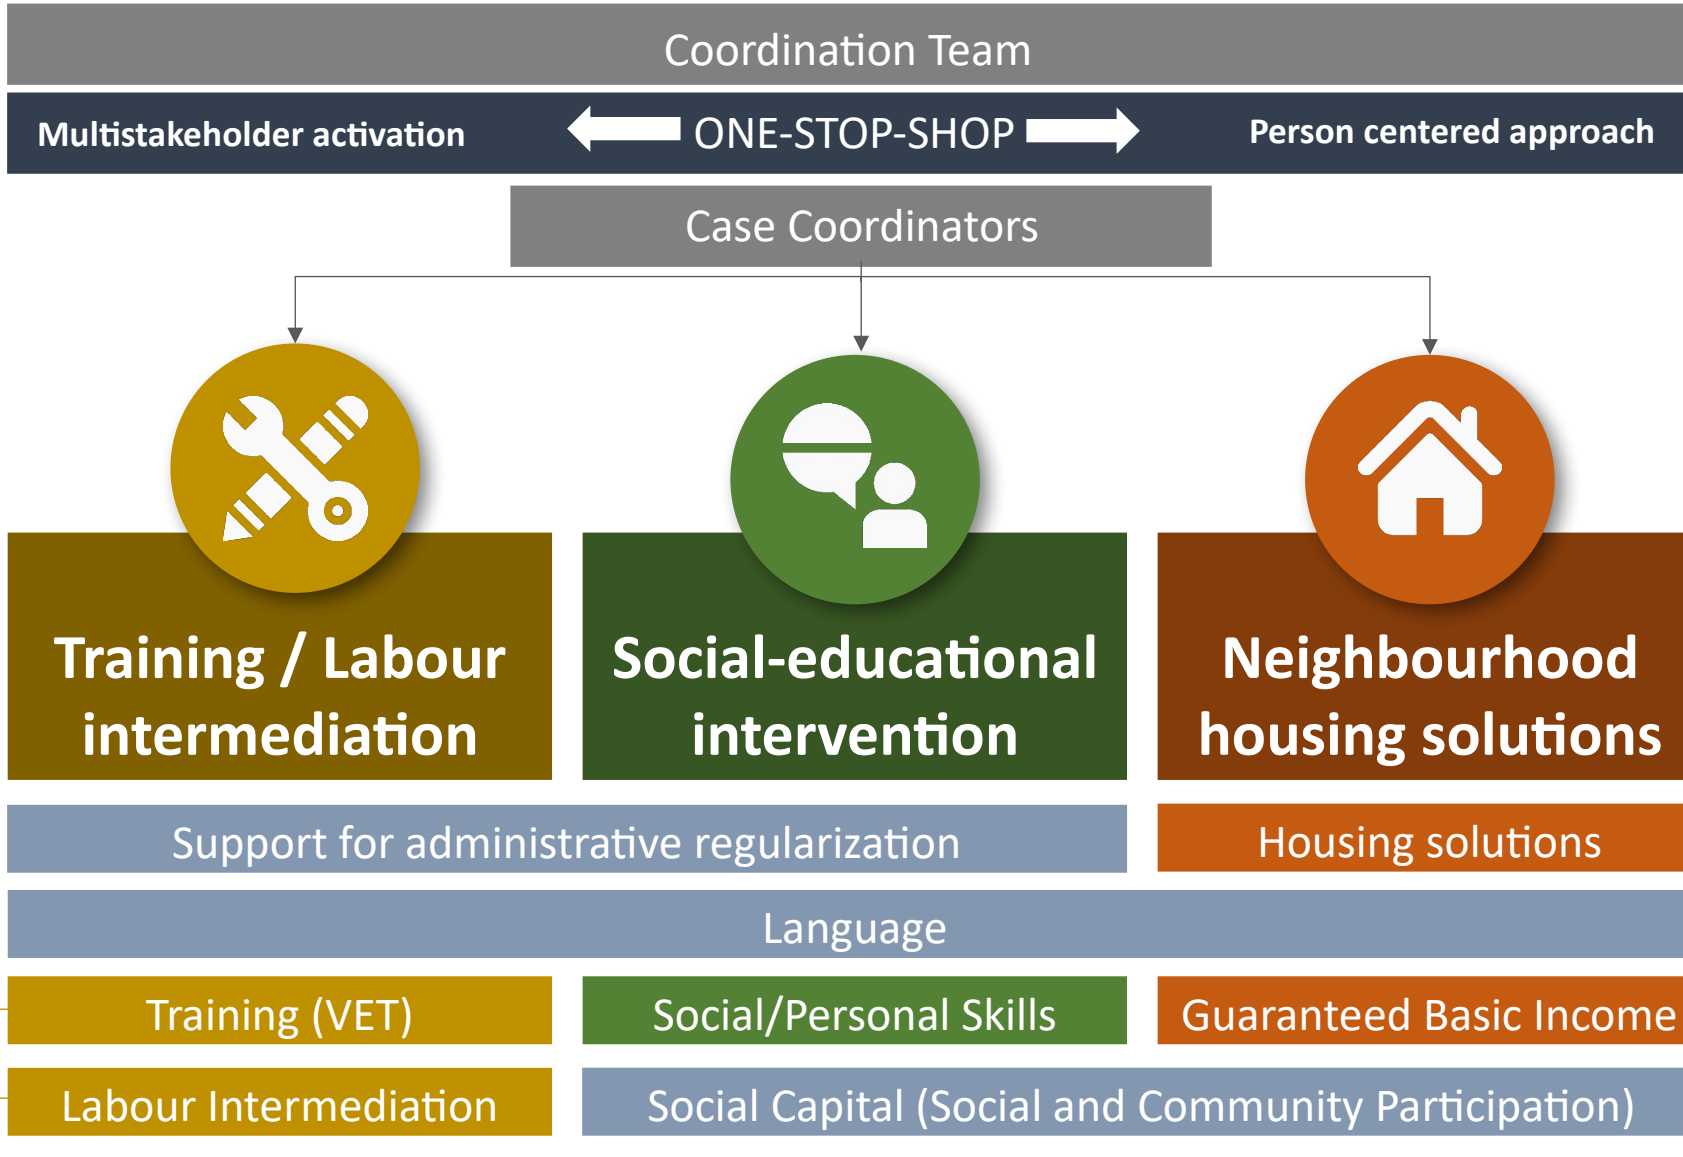 Coordination Team
Multistakeholder activation
ONE-STOP-SHOP
Person centered approach
Case Coordinators
Training / Labour
intermediation
Social-educational
intervention
Neighbourhood
housing solutions
Support for administrative regularization
Housing solutions
Language
Training (VET)
Social/Personal Skills
Guaranteed Basic Income
Labour Intermediation
Social Capital (Social and Community Participation)